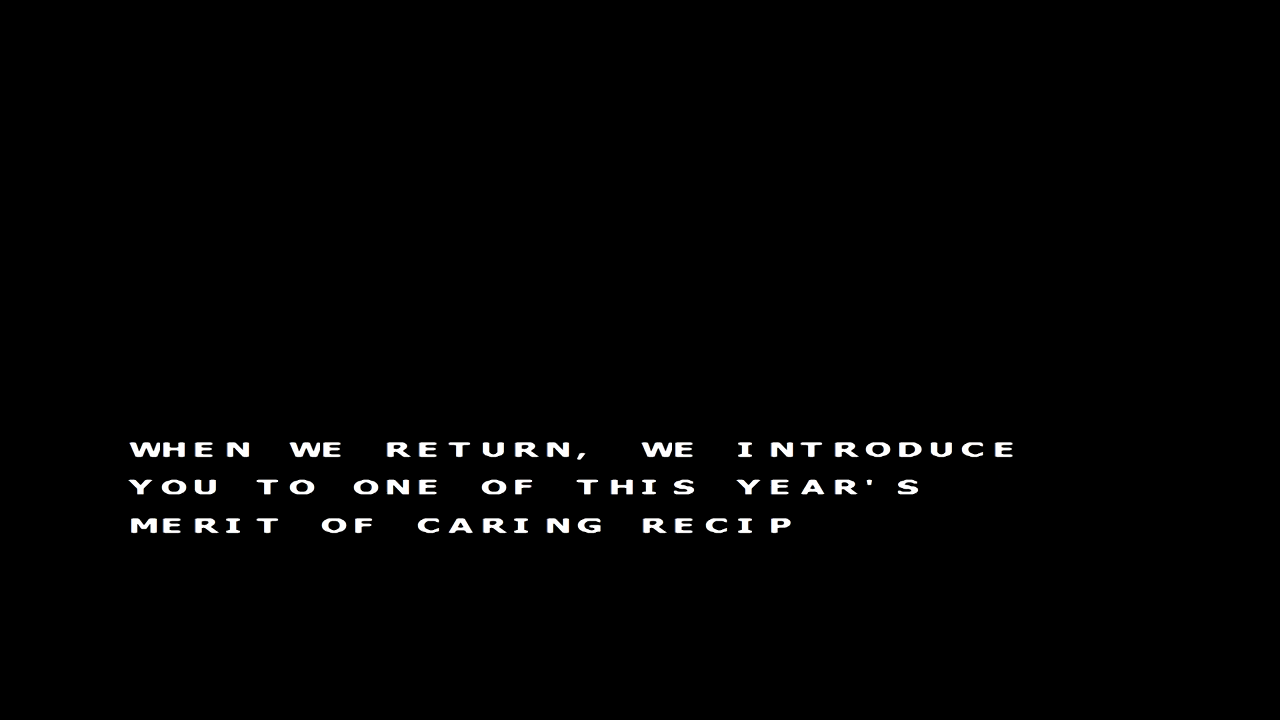 WHEN WE RETURN, WE INTRODUCE
YOU TO ONE OF THIS YEAR'S
MERIT OF CARING RECIP